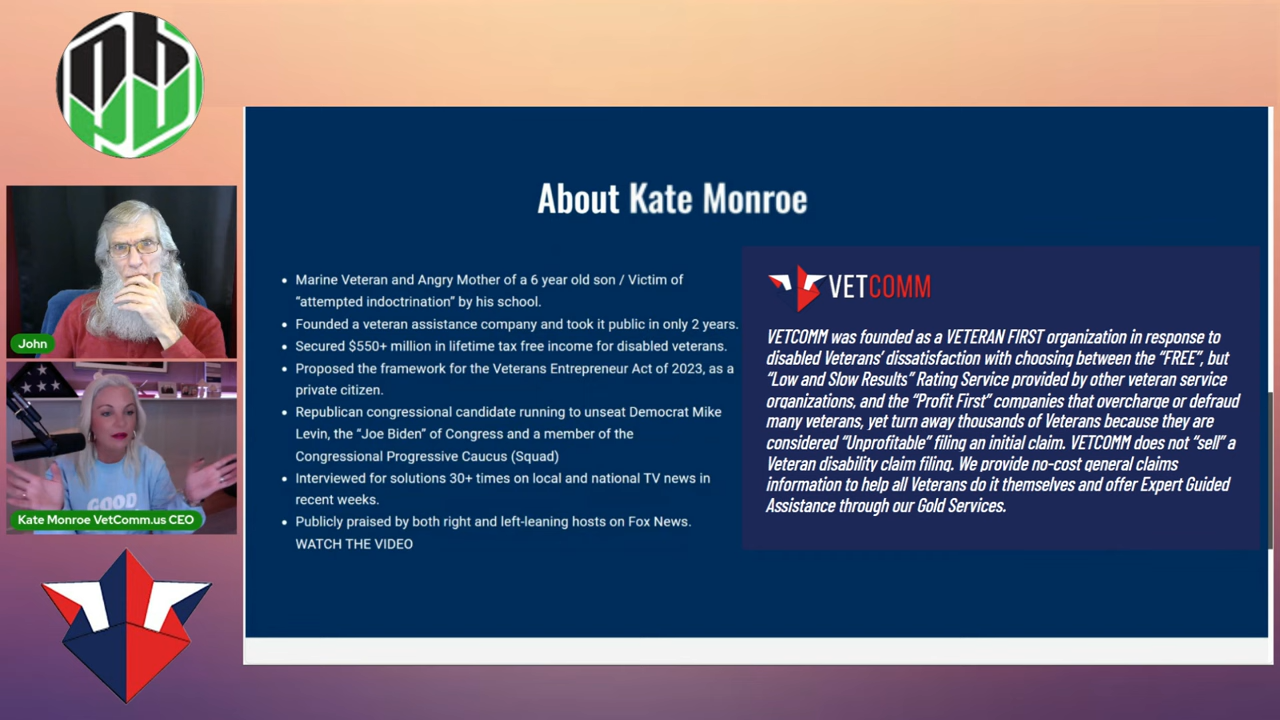 About Kate Monroe
Marine Veteran and Angry Mother of a 6 year old son / Victim of
“attempted indoctrination” by his school.
Founded a veteran assistance company and took it public in only 2 years.
Secured $550+ million in lifetime tax free income for disabled veterans.
Proposed the framework for the Veterans Entrepreneur Act of 2023, as a
private citizen.
Republican congressional candidate running to unseat Democrat Mike
Levin, the “Joe Biden” of Congress and a member of the
Congressional Progressive Caucus (Squad)
Interviewed for solutions 30+ times on local and national TV news in
recent weeks.
Publicly praised by both right and left-leaning hosts on Fox News.
WATCH THE VIDEO
VETCOMM
VETCOMM was founded as a VETERAN FIRST organization in response to
disabled Veterans’ dissatisfaction with choosing between the “FREE”, but
“Low and Slow Results” Rating Service provided by other veteran service
organizations, and the “Profit First” companies that overcharge or defraud
many veterans, yet turn away thousands of Veterans because they are
considered “Unprofitable” filing an initial claim. VETCOMM does not “sell” a
Veteran disability claim filing. We provide no-cost general claims
information to help all Veterans do it themselves and offer Expert Guided
Assistance through our Gold Services.
John
GOOD
Kate Monroe VetComm.us CEO